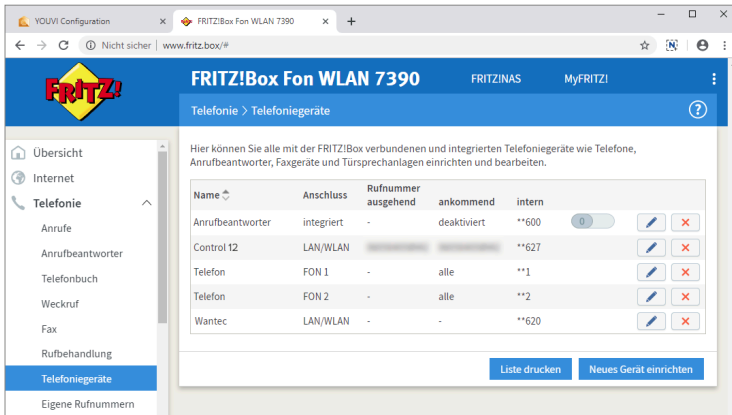 YOUVI Configuration
FRITZ!Box Fon WLAN 7390
Nicht sicher | www.fritz.box/#
FRITZ!
FRITZ!Box Fon WLAN 7390
FRITZ!NAS
MyFRITZ!
Telefonie > Telefoniegeräte
?
Übersicht
Internet
Telefonie
Anrufe
Anrufbeantworter
Telefonbuch
Weckruf
Fax
Rufbehandlung
Telefoniegeräte
Eigene Rufnummern
Hier können Sie alle mit der FRITZ!Box verbundenen und integrierten Telefoniegeräte wie Telefone,
Anrufbeantworter, Faxgeräte und Türsprechanlagen einrichten und bearbeiten.
Name Anschluss Rufnummer ausgehend ankommend intern
Anrufbeantworter integriert - deaktiviert **600 0
Control 12 LAN/WLAN **627
Telefon FON 1 - alle **1
Telefon FON 2 - alle **2
Wantec LAN/WLAN - - **620
Liste drucken Neues Gerät einrichten